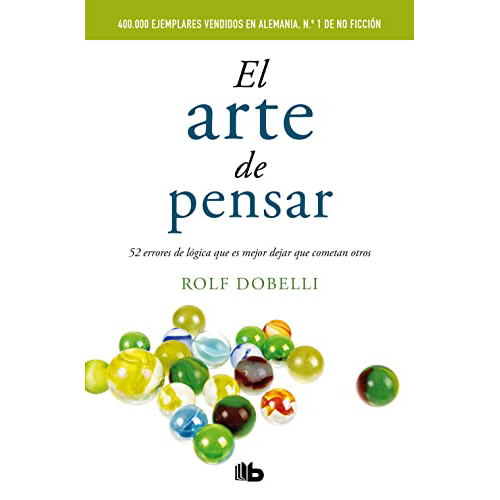 400.000 EJEMPLARES VENDIDOS EN ALEMANIA. N.º 1 DE NO FICCIÓN
El
arte
de
pensar
52 errores de lógica que es mejor dejar que cometan otros
ROLF DOBELLI
b